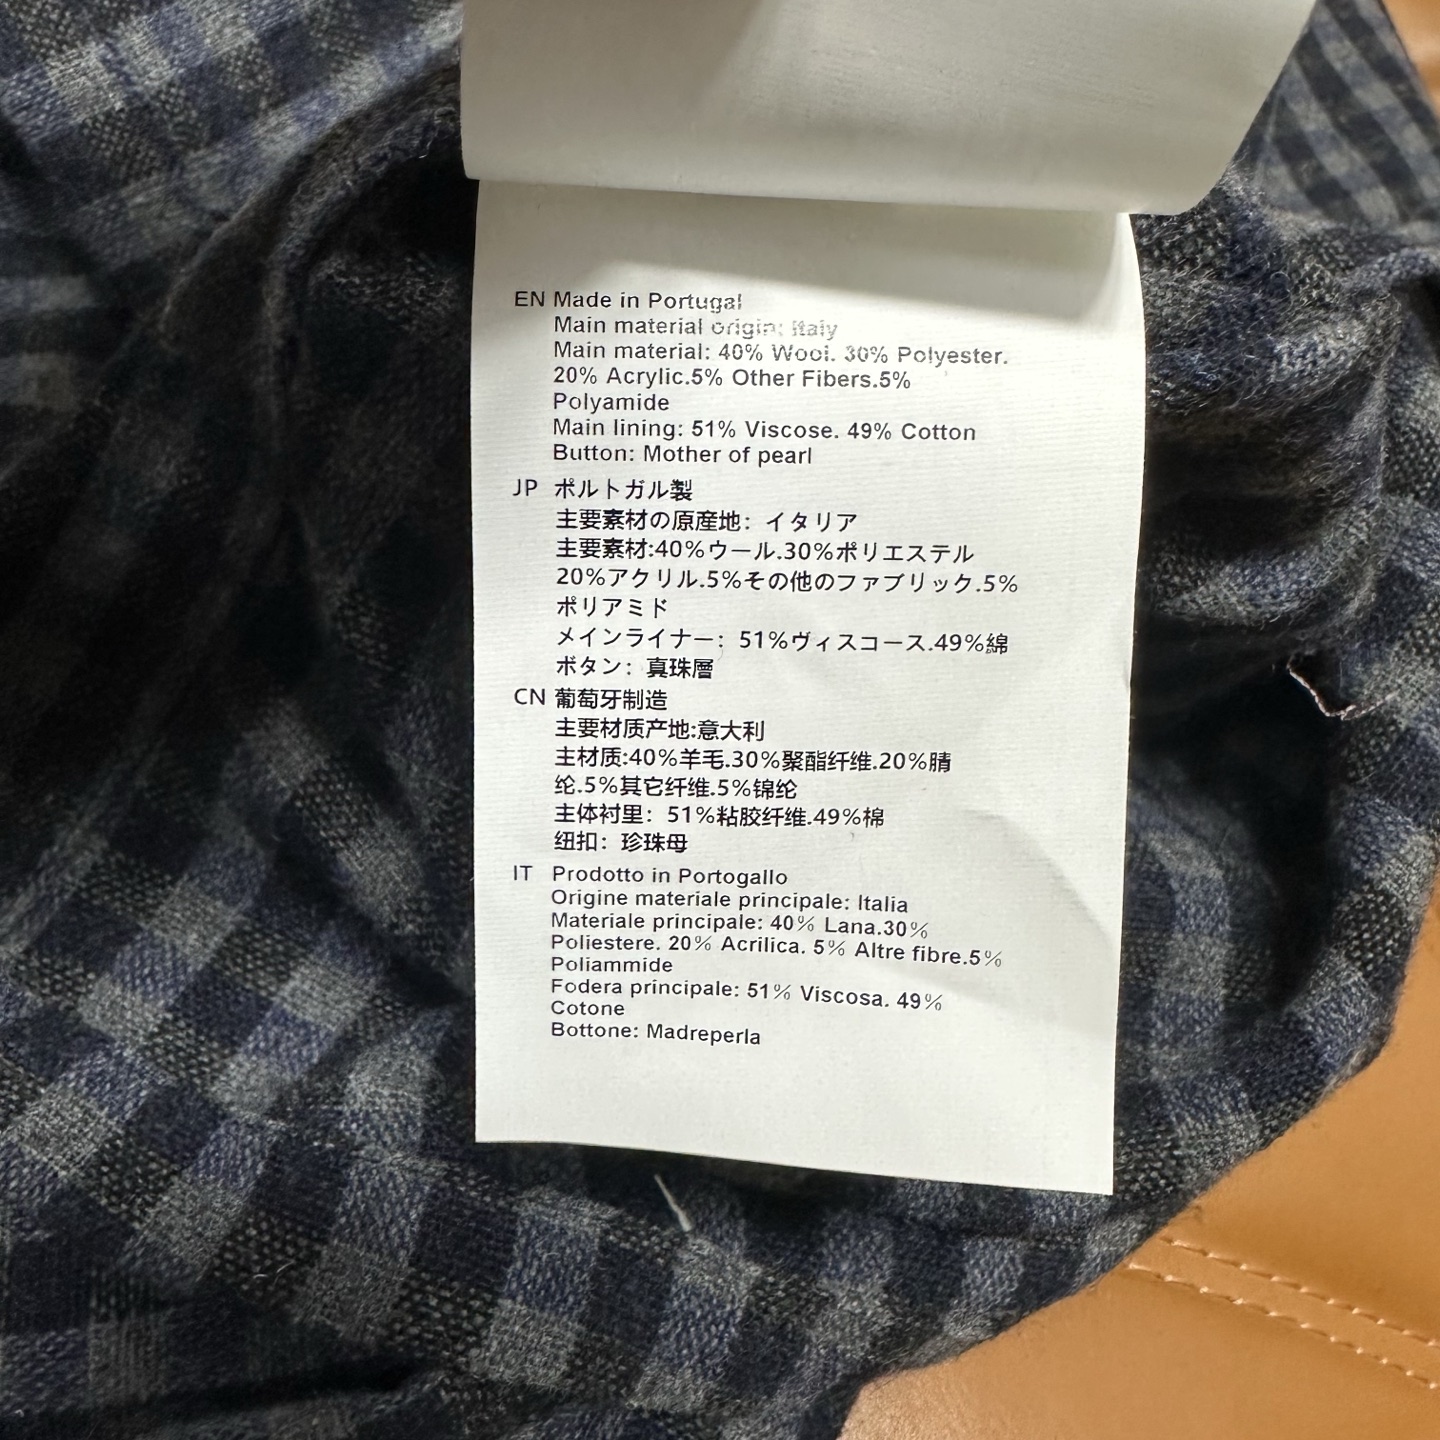 EN Made in Portugal
Main material origin: Italy
Main material: 40% Wool. 30% Polyester.
20% Acrylic.5% Other Fibers.5%
Polyamide
Main lining: 51% Viscose. 49% Cotton
Button: Mother of pearl
JP ポルトガル製
主要素材の原産地：イタリア
主要素材:40%ウール.30%ポリエステル
20%アクリル.5%その他のファブリック.5%
ポリアミド
メインライナー：51%ヴィスコース.49%綿
ボタン：真珠層
CN 葡萄牙制造
主要材质产地:意大利
主材质:40%羊毛.30%聚酯纤维.20%腈
纶.5%其它纤维.5%锦纶
主体衬里：51%粘胶纤维.49%棉
纽扣：珍珠母
IT Prodotto in Portogallo
Origine materiale principale: Italia
Materiale principale: 40% Lana.30%
Poliestere. 20% Acrilica. 5% Altre fibre.5%
Poliammide
Fodera principale: 51% Viscosa. 49%
Cotone
Bottone: Madreperla